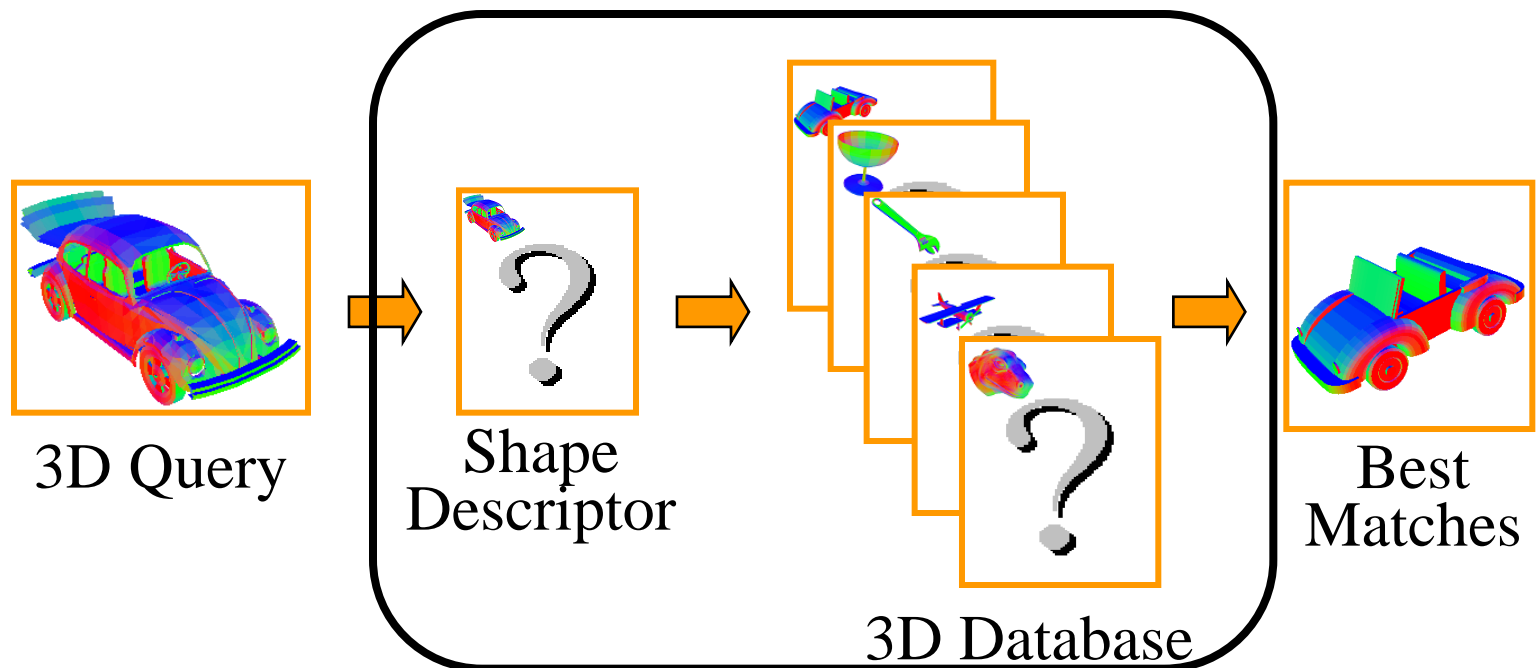 3D Query
Shape
Descriptor
?
?
3D Database
Best
Matches